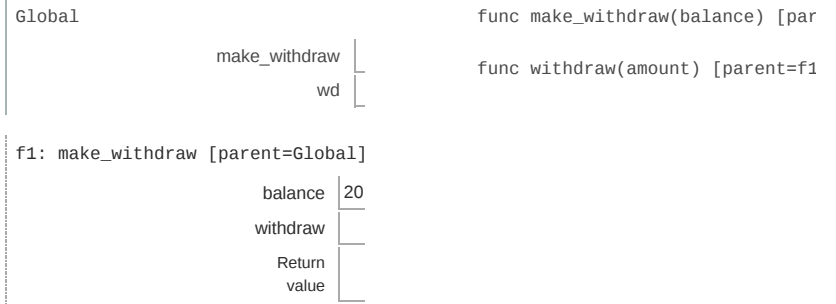 Global
make_withdraw
wd
func make_withdraw(balance) [par
func withdraw(amount) [parent=f1
f1: make_withdraw [parent=Global]
balance 20
withdraw
Return
value